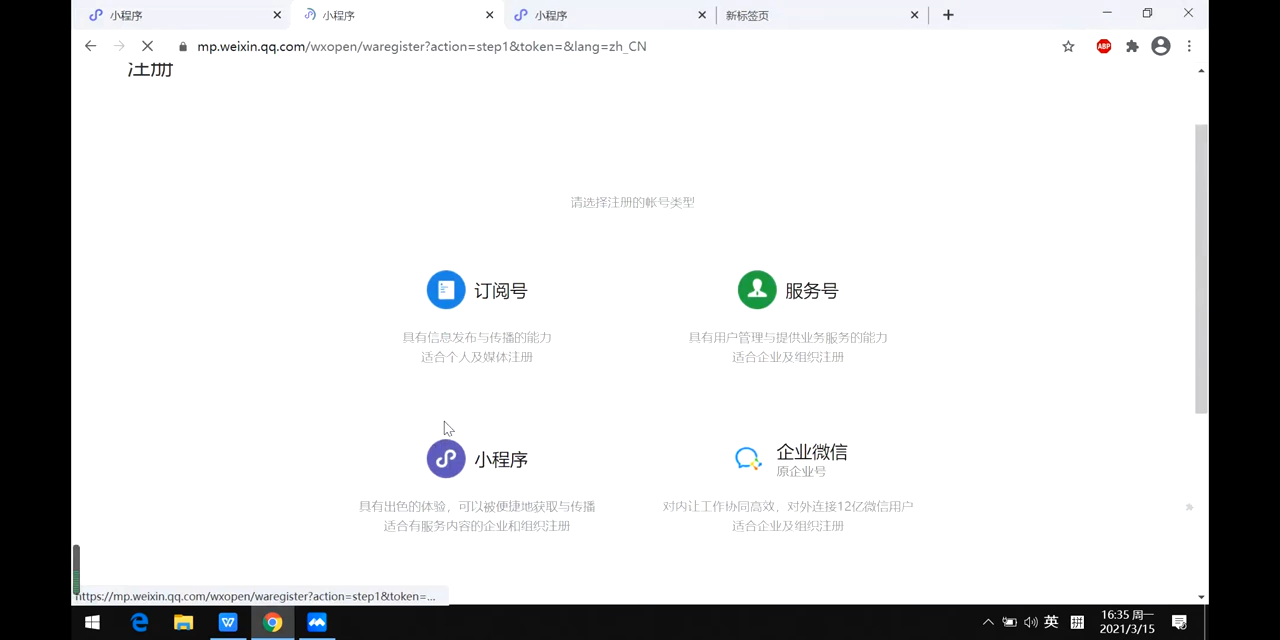 小程序
小程序
小程序
新标签页
mp.weixin.qq.com/wxopen/waregister?action=step1&token=&lang=zh_CN
ABP
注册
请选择注册的帐号类型
订阅号
服务号
具有信息发布与传播的能力
适合个人及媒体注册
具有用户管理与提供业务服务的能力
适合企业及组织注册
小程序
企业微信
原企业号
具有出色的体验，可以被便捷地获取与传播
适合有服务内容的企业和组织注册
对内让工作协同高效，对外连接12亿微信用户
适合企业及组织注册
https://mp.weixin.qq.com/wxopen/waregister?action=step1&token=...
英
拼
16:35 周一
2021/3/15